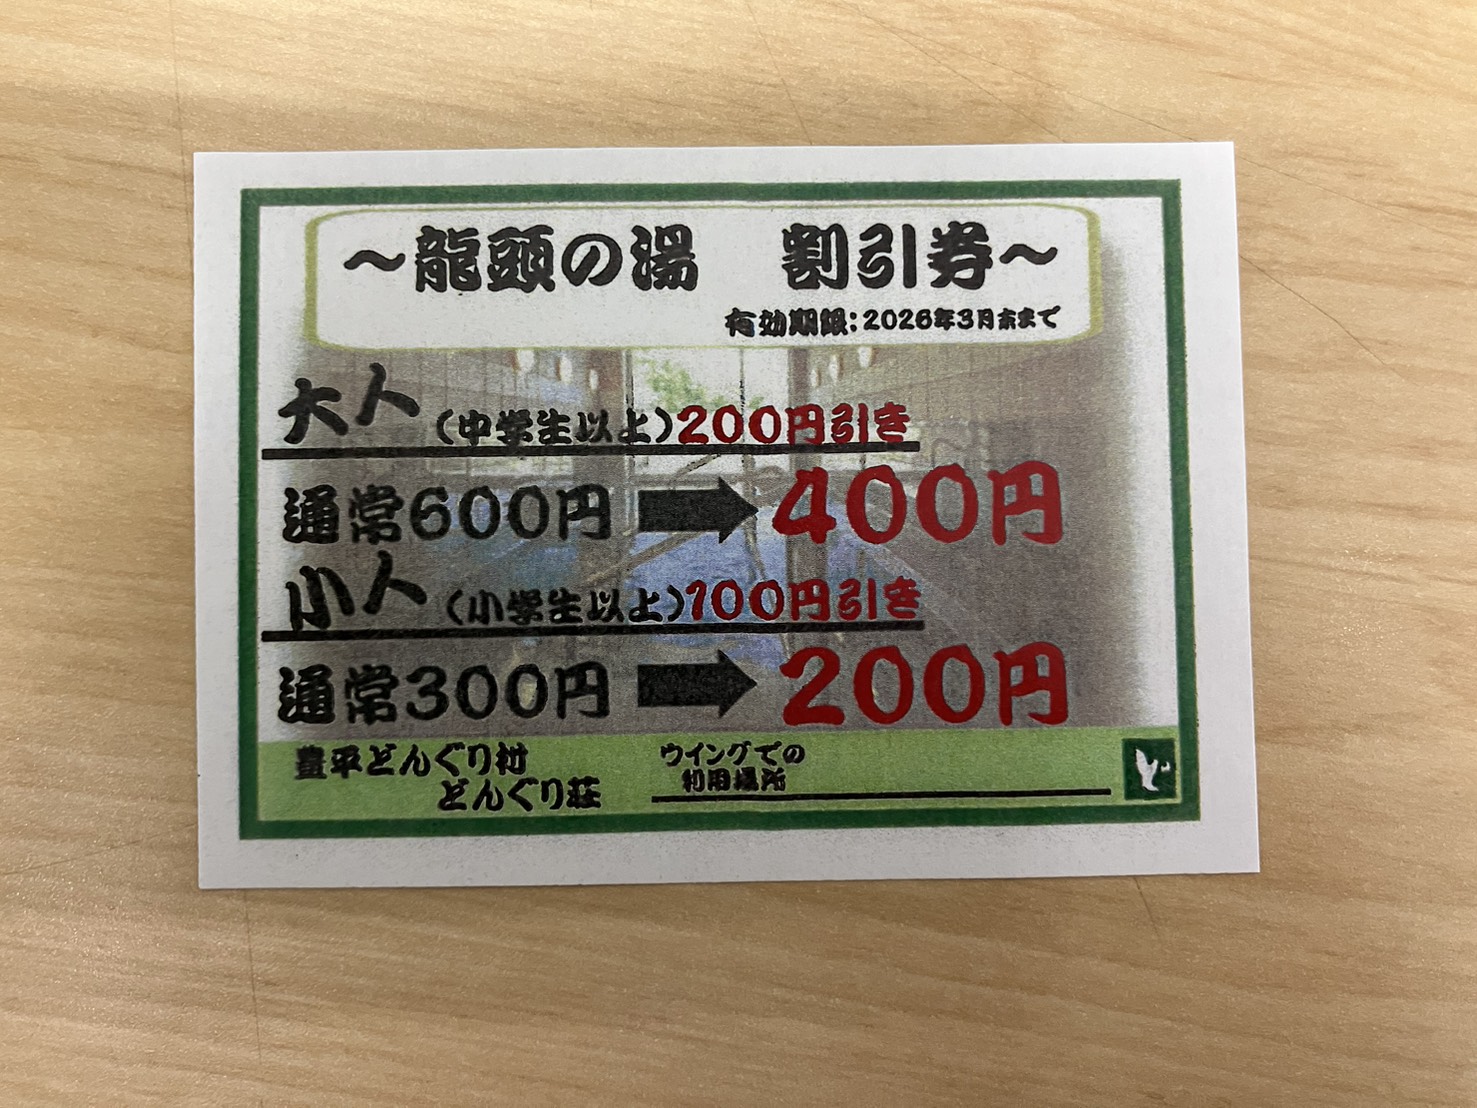 ～龍頭の湯　割引券～
有効期限：2026年3月末まで
大人（中学生以上）200円引き
通常600円 ➡ 400円
小人（小学生以上）100円引き
通常300円 ➡ 200円
豊平どんぐり村
どんぐり荘
ウイングでの
利用場所